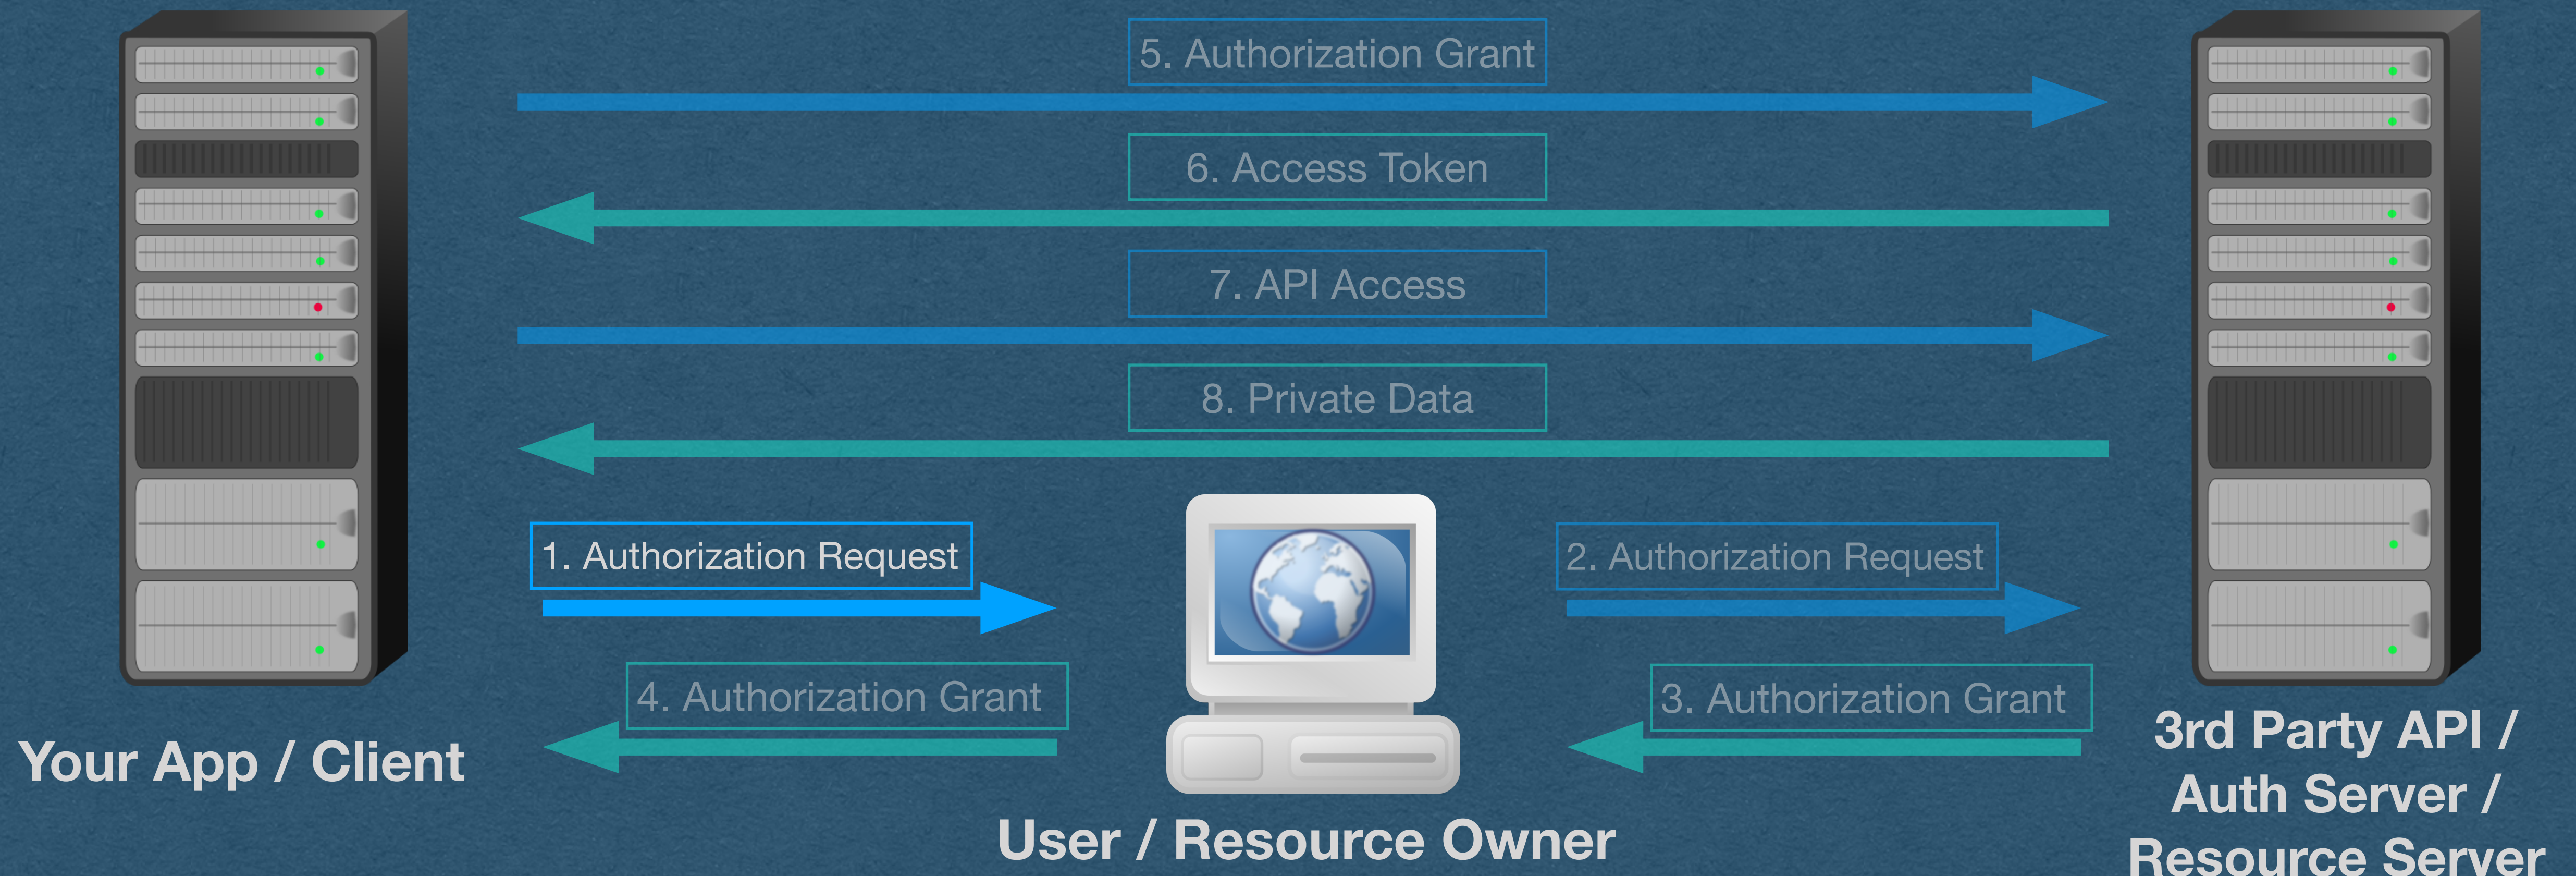 5. Authorization Grant
6. Access Token
7. API Access
8. Private Data
1. Authorization Request
2. Authorization Request
4. Authorization Grant
3. Authorization Grant
Your App / Client
User / Resource Owner
3rd Party API /
Auth Server /
Resource Server